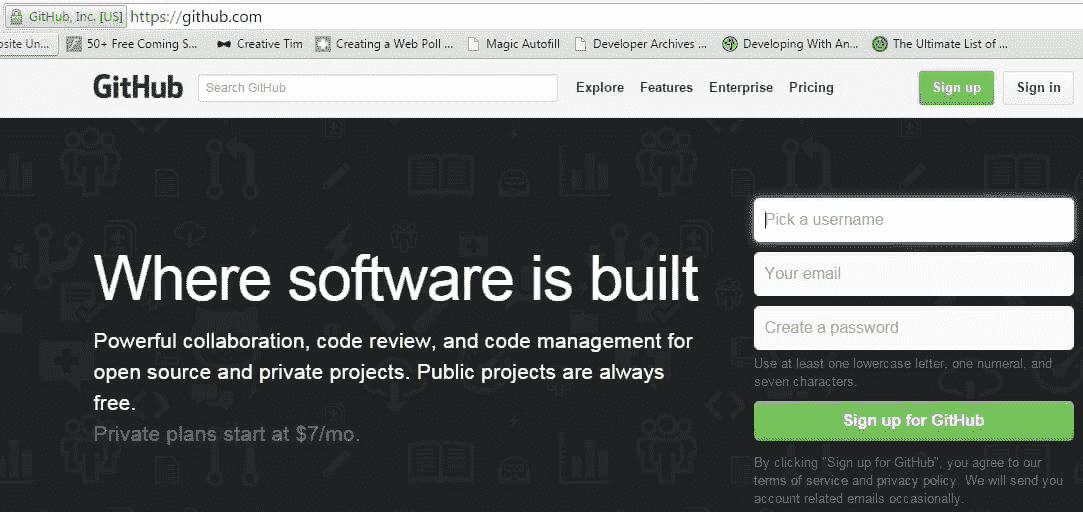 GitHub, Inc. [US] https://github.com
osite Un... 50+ Free Coming S... Creative Tim Creating a Web Poll ... Magic Autofill Developer Archives ... Developing With An... The Ultimate List of ...
GitHub Search GitHub Explore Features Enterprise Pricing Sign up Sign in
Pick a username
Where software is built
Your email
Create a password
Powerful collaboration, code review, and code management for
open source and private projects. Public projects are always
free.
Private plans start at $7/mo.
Use at least one lowercase letter, one numeral, and
seven characters.
Sign up for GitHub
By clicking "Sign up for GitHub", you agree to our
terms of service and privacy policy. We will send you
account related emails occasionally.